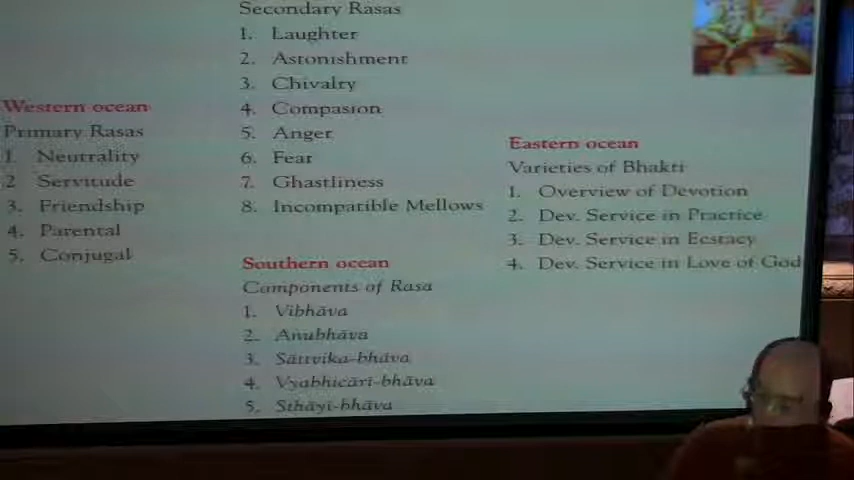 Secondary Rasas
1. Laughter
2. Astonishment
3. Chivalry
4. Compasion
5. Anger
6. Fear
7. Ghastliness
8. Incompatible Mellows
Western ocean
Primary Rasas
1 Neutrality
2 Servitude
3. Friendship
4. Parental
5. Conjugal
Southern ocean
Components of Rasa
1. Vibhāva
2. Anubhāva
3. Sāttvika-bhāva
4. Vyabhicārī-bhāva
5. Sthāyi-bhāva
Eastern ocean
Varieties of Bhakti
1. Overview of Devotion
2. Dev. Service in Practice
3. Dev. Service in Ecstacy
4. Dev. Service in Love of God